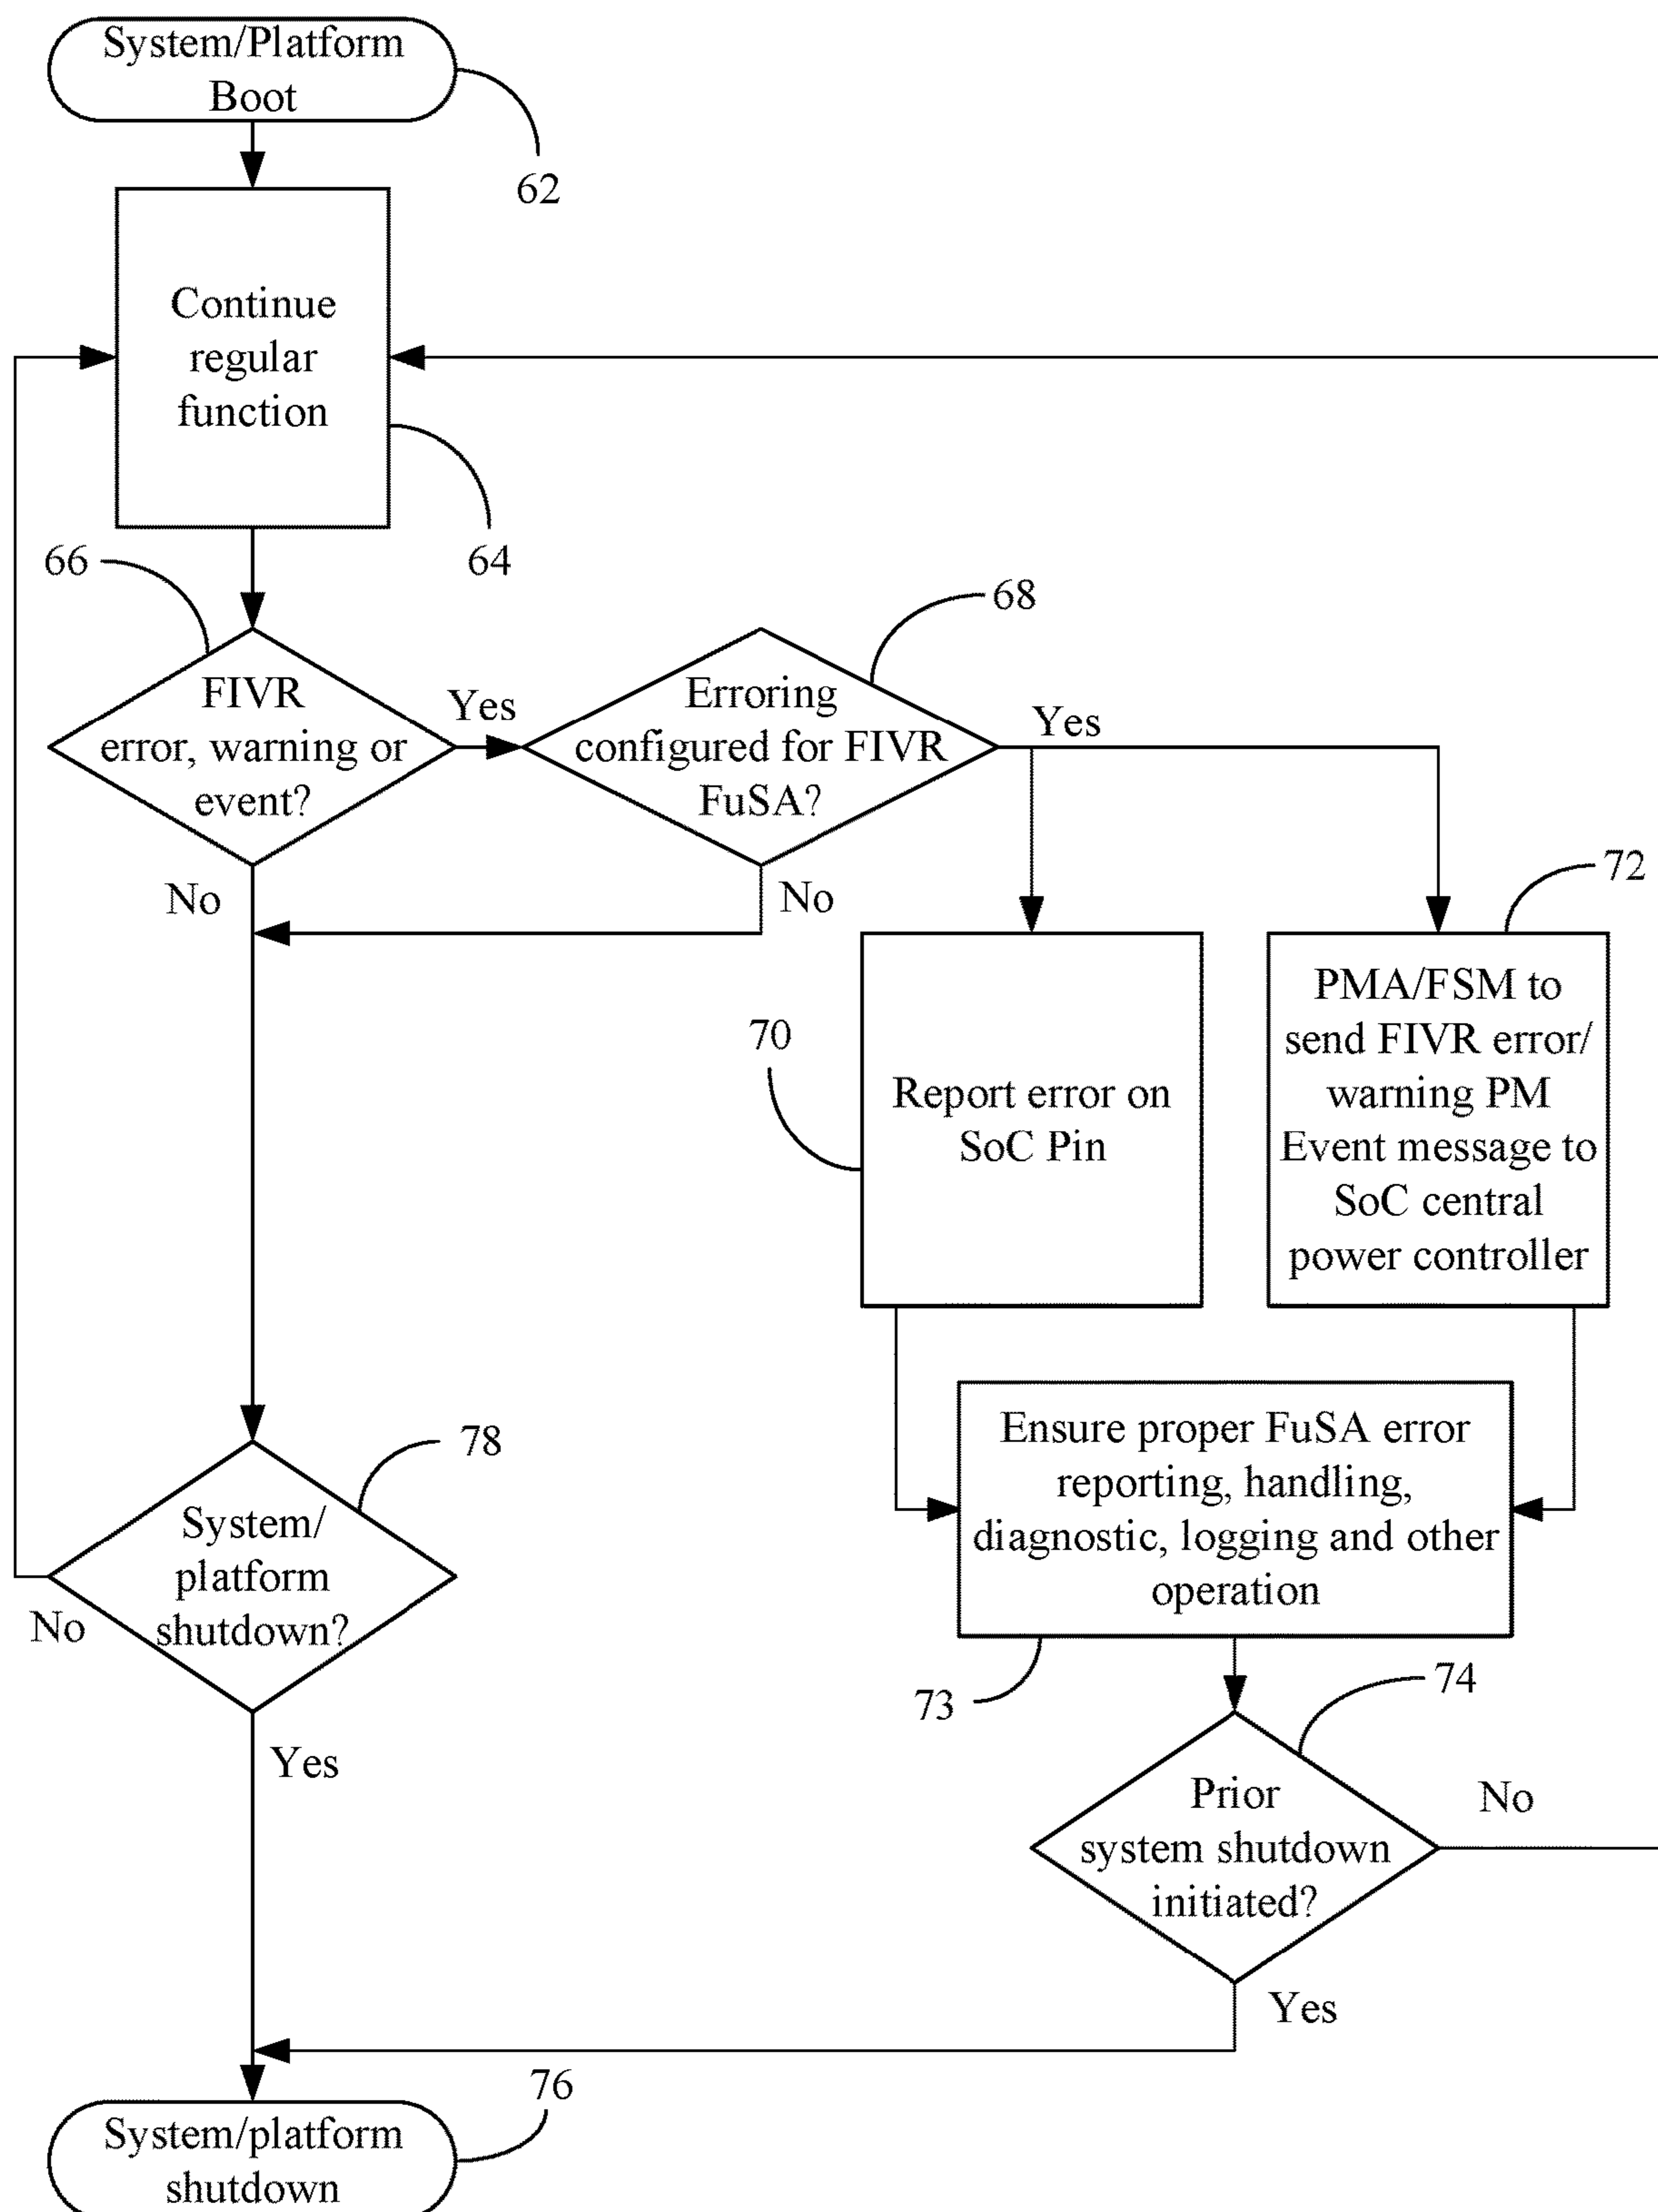 System/Platform
Boot
62
Continue
regular
function
64
66
FIVR
error, warning or
event?
Yes
No
68
Erroring
configured for FIVR
FuSA?
Yes
No
70
Report error on
SoC Pin
72
PMA/FSM to
send FIVR error/
warning PM
Event message to
SoC central
power controller
Ensure proper FuSA error
reporting, handling,
diagnostic, logging and other
operation
73
74
Prior
system shutdown
initiated?
No
Yes
78
System/
platform
shutdown?
No
Yes
76
System/platform
shutdown